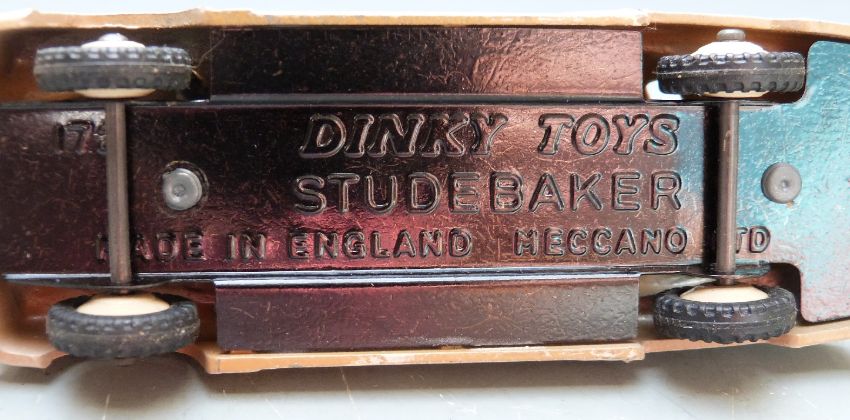 DINKY TOYS
STUDEBAKER
MADE IN ENGLAND MECCANO LTD